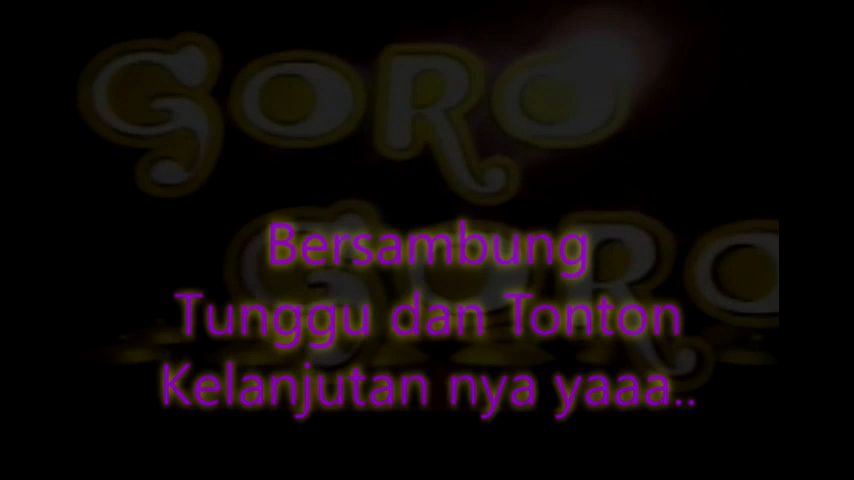 GORO
GORO
Bersambung
Tunggu dan Tonton
Kelanjutan nya yaaa..